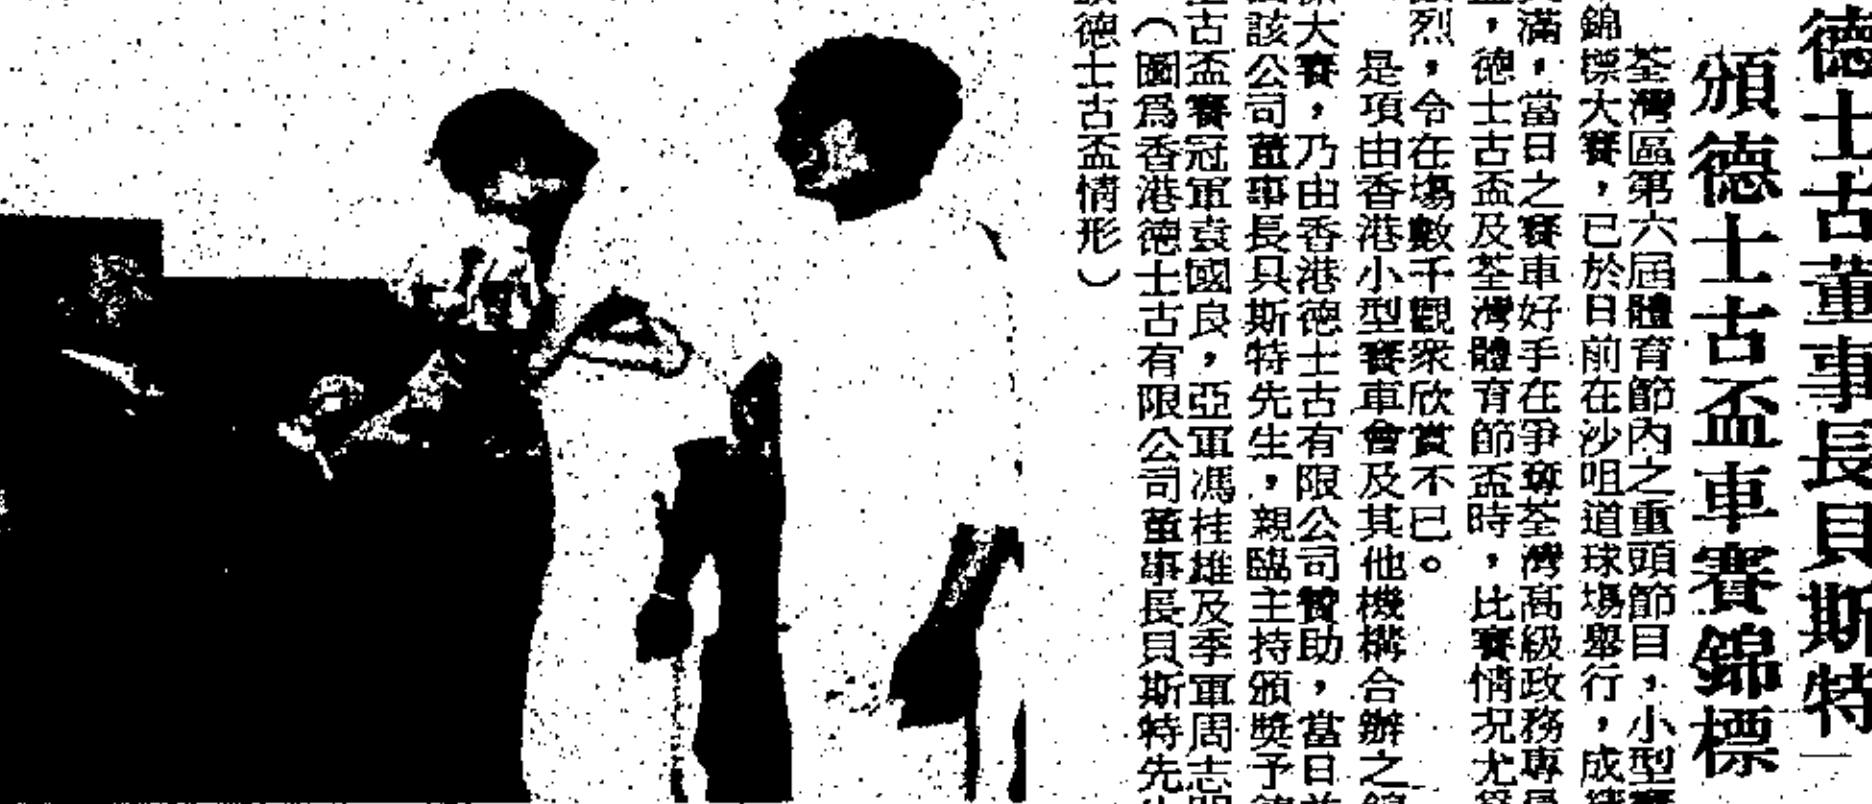 德士古董事長貝斯特
頒德士古盃車賽錦標
荃灣區第六屆體育節內之重頭節目,小型
錦標大賽,已於日前在沙咀道球塲舉行,成
滿,當日之賽車好手在爭奪荃灣高級政務專
,德士古盃及荃灣體育節盃時,比賽情况尤
烈,令在塲數千觀衆欣賞不已。
是項由香港小型賽車會及其他機構合辦之
大賽,乃由香港德士古有限公司贊助,當日
該公司董事長具斯特先生,親臨主持頒獎予
古盃賽冠軍袁國良,亞軍馮桂雄及季軍周志
(圖爲香港德士古有限公司董事長貝斯特先
德士古盃情形)